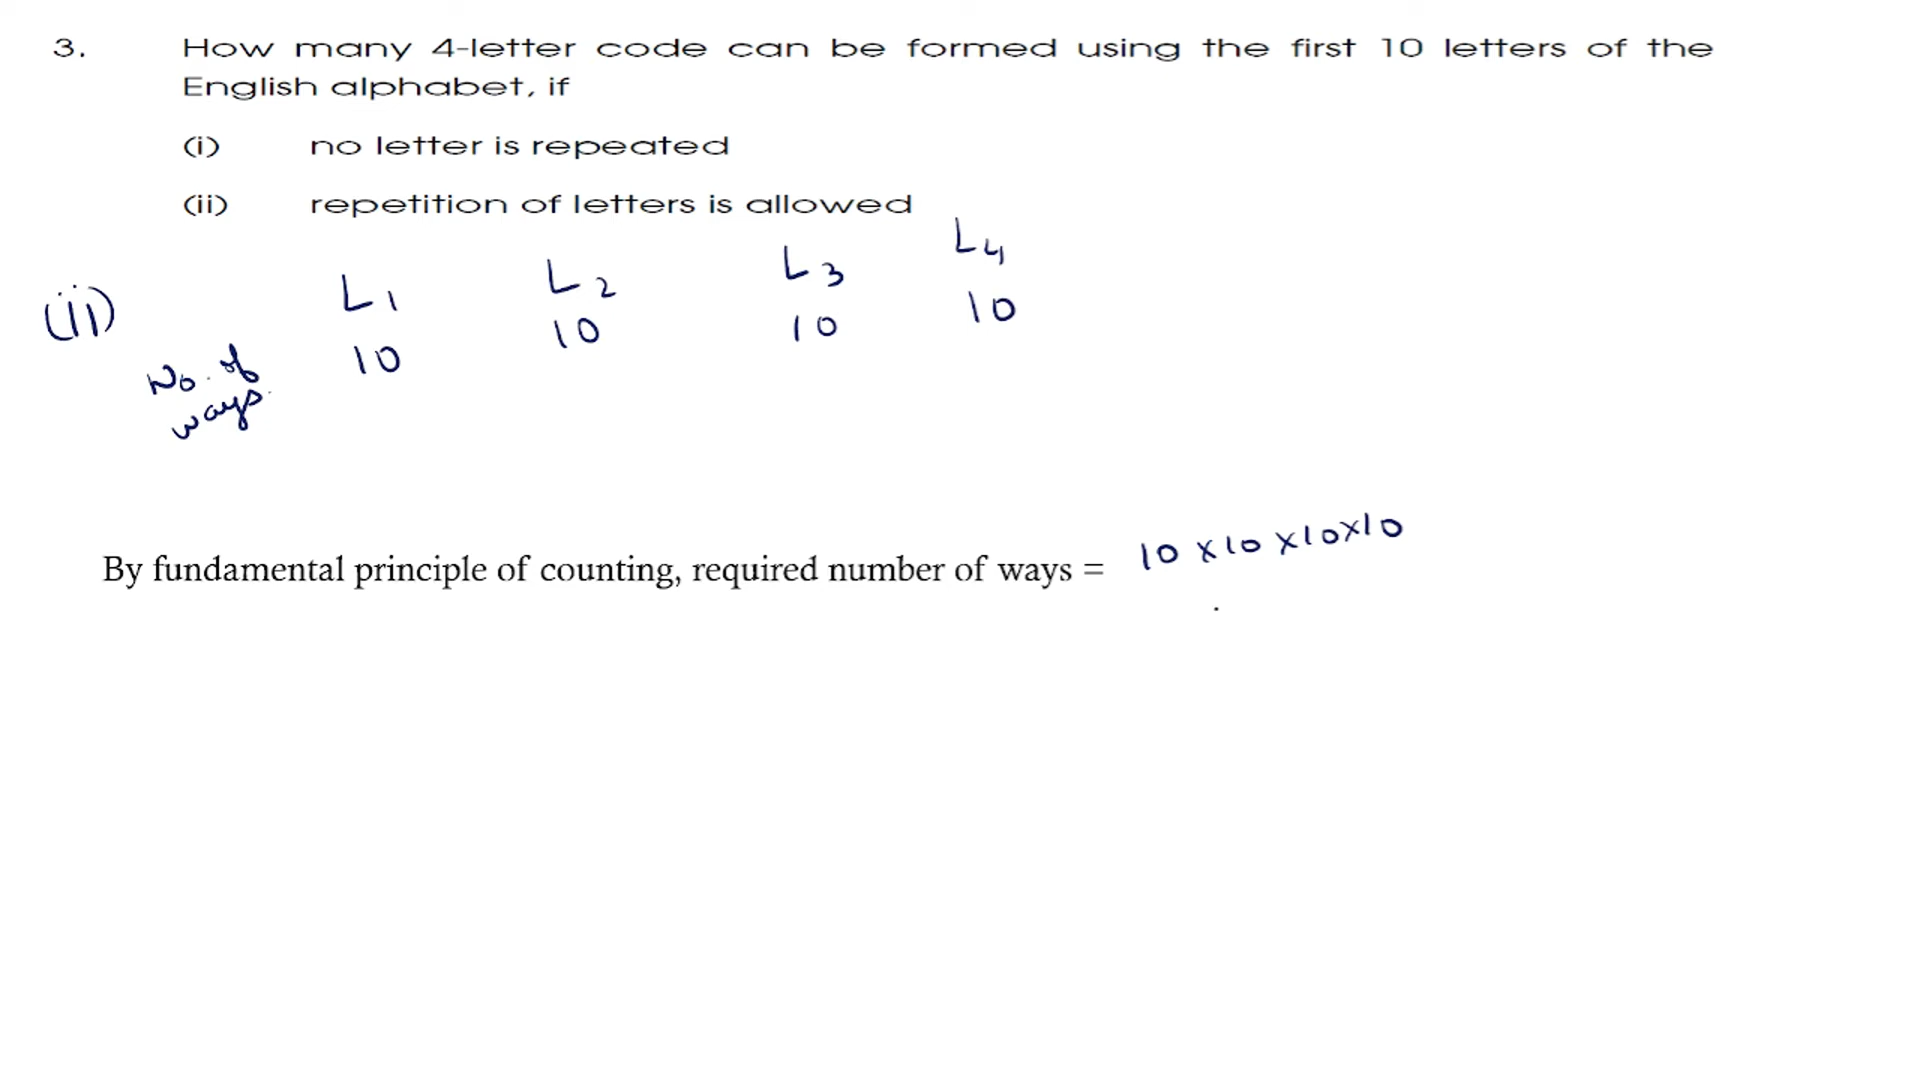 3. How many 4-letter code can be formed using the first 10 letters of the
English alphabet, if
(i) no letter is repeated
(ii) repetition of letters is allowed
(ii) L1 L2 L3 L4
No. of 10 10 10 10
ways.
By fundamental principle of counting, required number of ways = 10 × 10 × 10 × 10